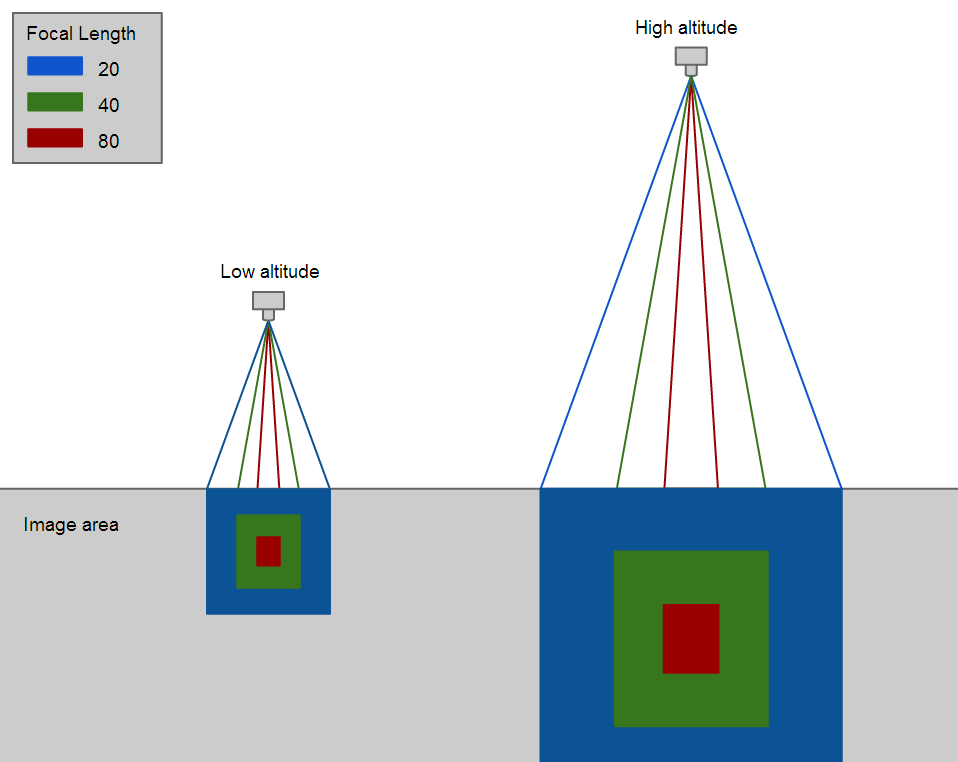 Focal Length
20
40
80
High altitude
Low altitude
Image area